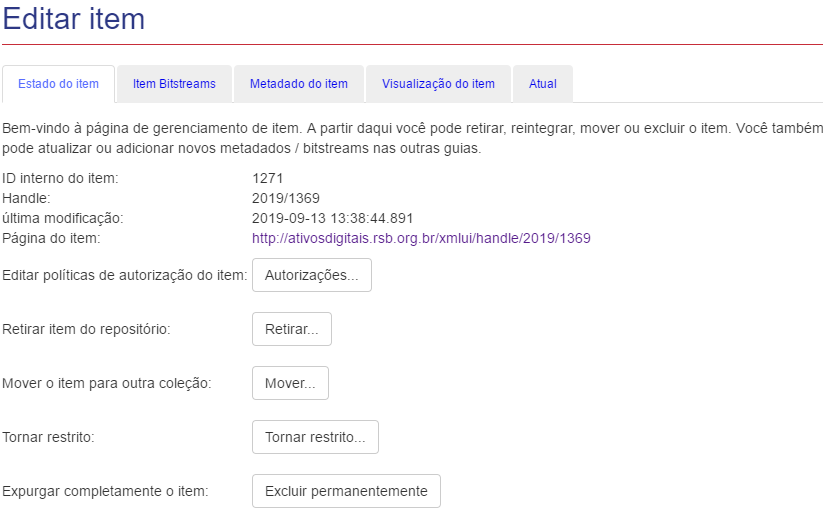 Editar item
Estado do item Item Bitstreams Metadado do item Visualização do item Atual
Bem-vindo à página de gerenciamento de item. A partir daqui você pode retirar, reintegrar, mover ou excluir o item. Você também
pode atualizar ou adicionar novos metadados / bitstreams nas outras guias.
ID interno do item: 1271
Handle: 2019/1369
última modificação: 2019-09-13 13:38:44.891
Página do item: http://ativosdigitais.rsb.org.br/xmlui/handle/2019/1369
Editar políticas de autorização do item: Autorizações...
Retirar item do repositório: Retirar...
Mover o item para outra coleção: Mover...
Tornar restrito: Tornar restrito...
Expurgar completamente o item: Excluir permanentemente